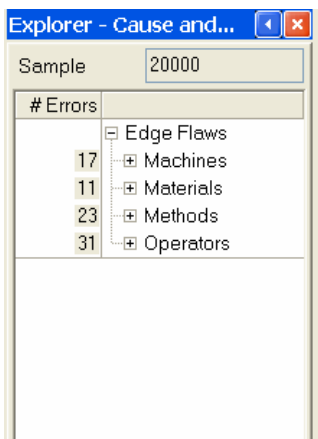 Explorer - Cause and...
Sample 20000
# Errors
Edge Flaws
17 Machines
11 Materials
23 Methods
31 Operators